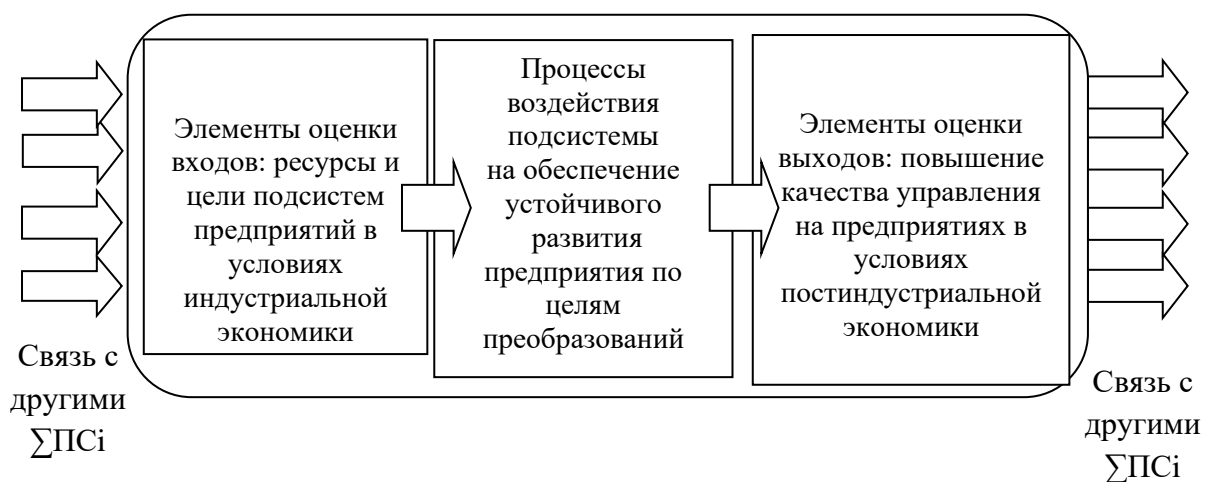 Элементы оценки
входов: ресурсы и
цели подсистем
предприятий в
условиях
индустриальной
экономики
Процессы
воздействия
подсистемы
на обеспечение
устойчивого
развития
предприятия по
целям
преобразований
Элементы оценки
выходов: повышение
качества управления
на предприятиях в
условиях
постиндустриальной
экономики
Связь с
другими
∑ПСi
Связь с
другими
∑ПСi